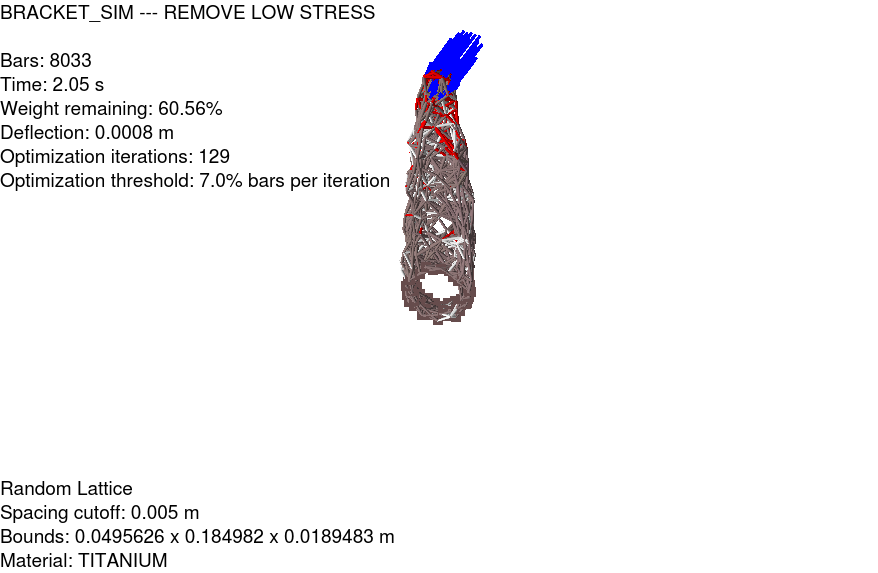 BRACKET_SIM --- REMOVE LOW STRESS
Bars: 8033
Time: 2.05 s
Weight remaining: 60.56%
Deflection: 0.0008 m
Optimization iterations: 129
Optimization threshold: 7.0% bars per iteration
Random Lattice
Spacing cutoff: 0.005 m
Bounds: 0.0495626 x 0.184982 x 0.0189483 m
Material: TITANIUM